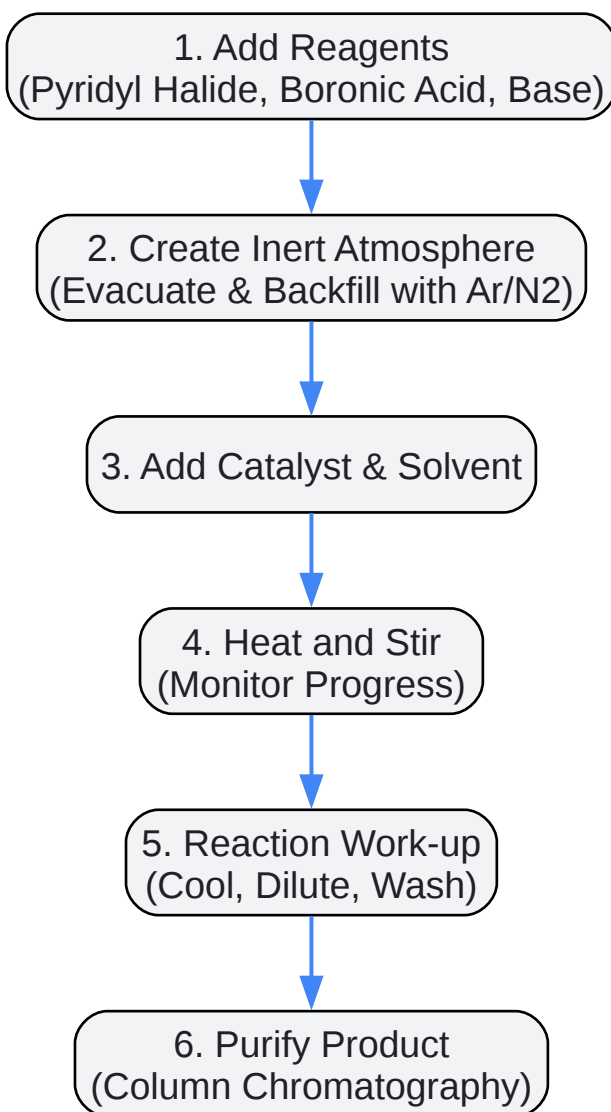 1. Add Reagents
(Pyridyl Halide, Boronic Acid, Base)
2. Create Inert Atmosphere
(Evacuate & Backfill with Ar/N2)
3. Add Catalyst & Solvent
4. Heat and Stir
(Monitor Progress)
5. Reaction Work-up
(Cool, Dilute, Wash)
6. Purify Product
(Column Chromatography)